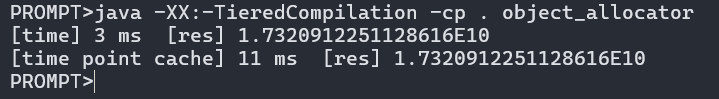 PROMPT>java -XX:-TieredCompilation -cp . object_allocator
[time] 3 ms  [res] 1.7320912251128616E10
[time point cache] 11 ms  [res] 1.7320912251128616E10
PROMPT>